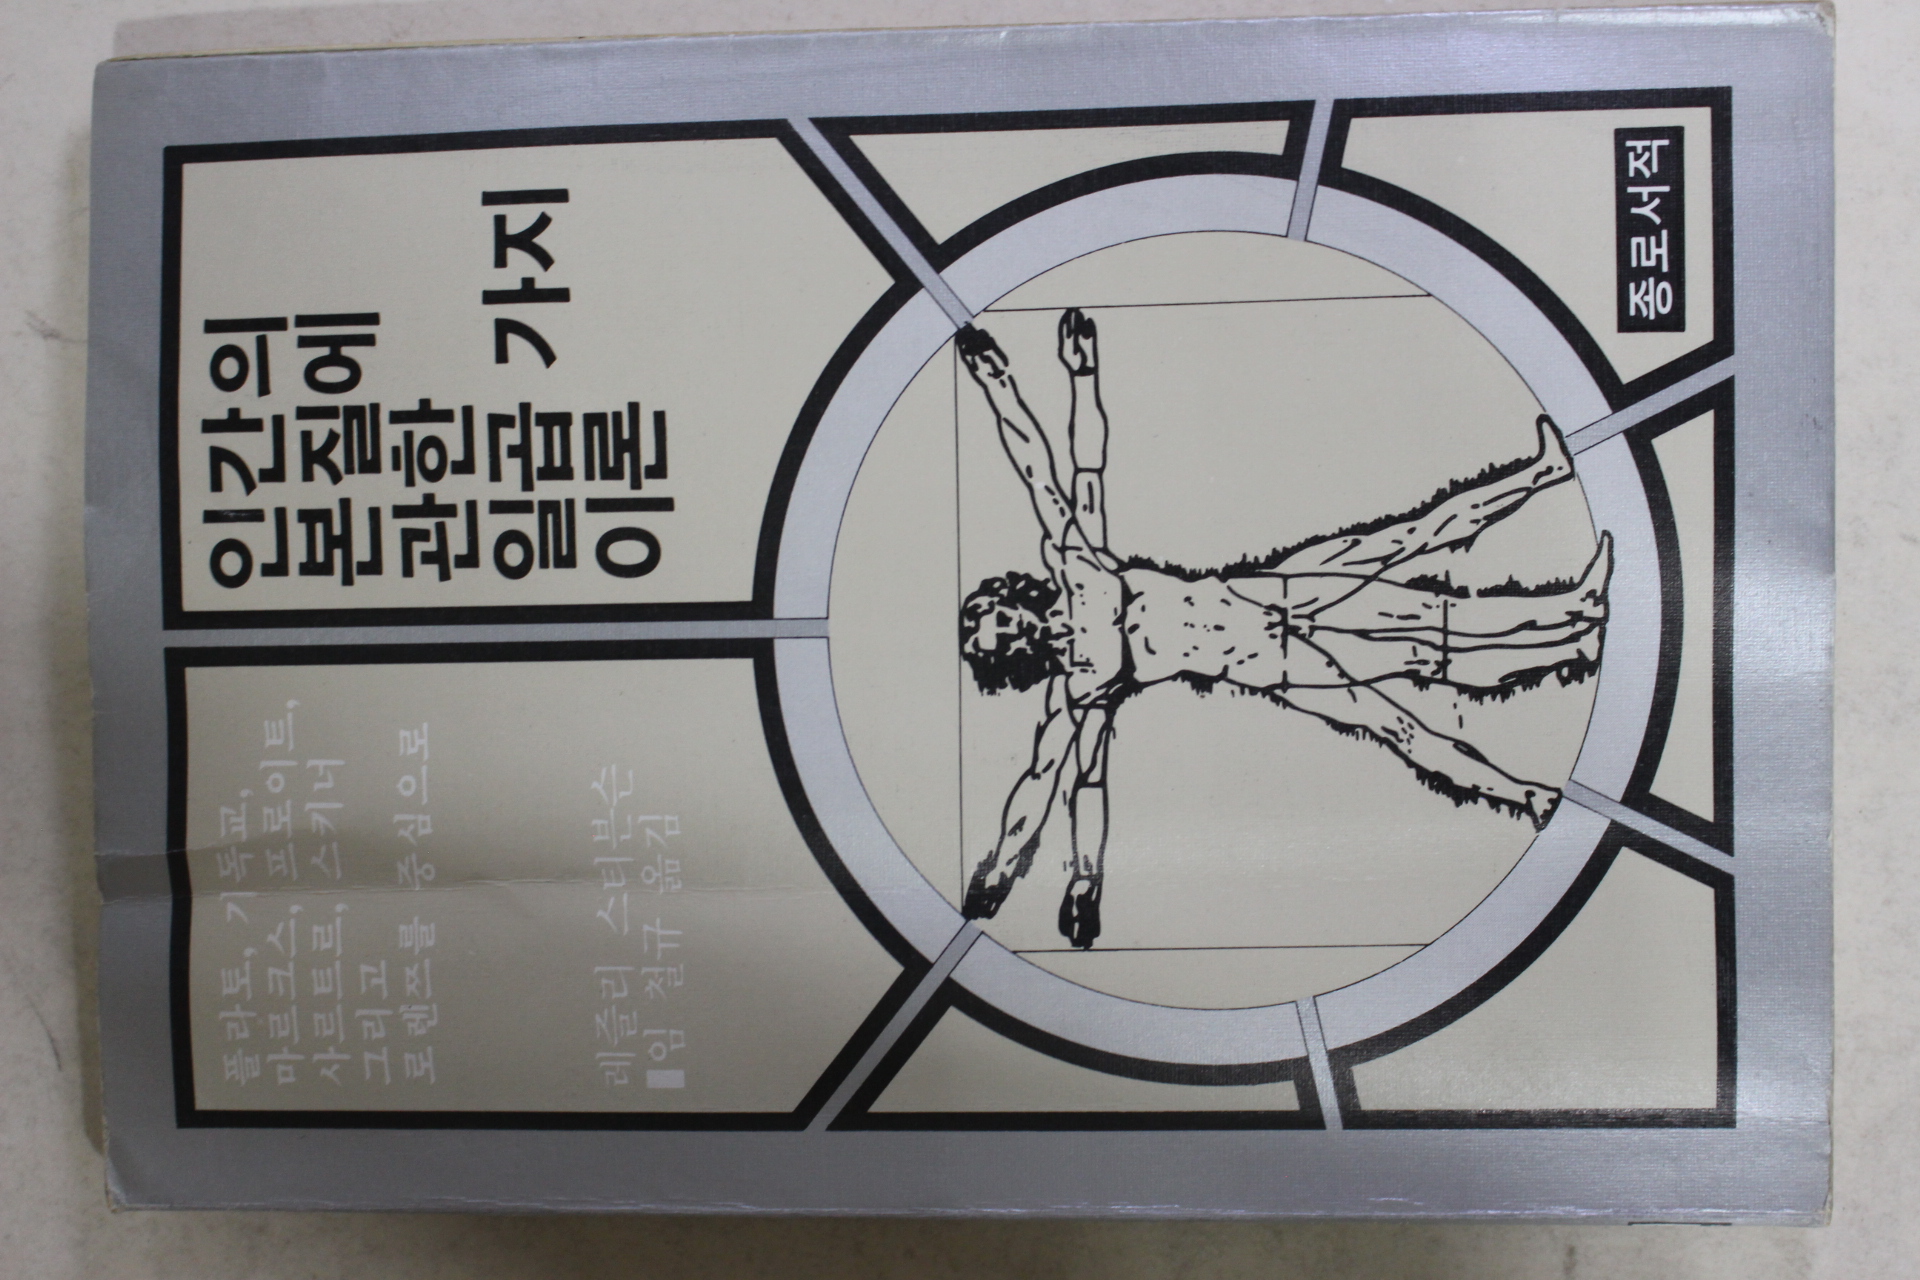 플라토, 기독교,
마르크스, 프로이트,
사르트르, 스키너
그리고
로렌쯔를 중심으로
래즐리 스티븐슨
임철규 옮김
인간의
본질에
관한
일곱 가지
이론
종로서적